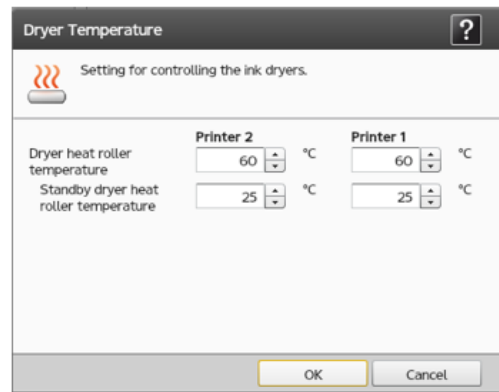 Dryer Temperature ?
Setting for controlling the ink dryers.
Printer 2 Printer 1
Dryer heat roller
temperature 60 °C 60 °C
Standby dryer heat
roller temperature 25 °C 25 °C
OK Cancel